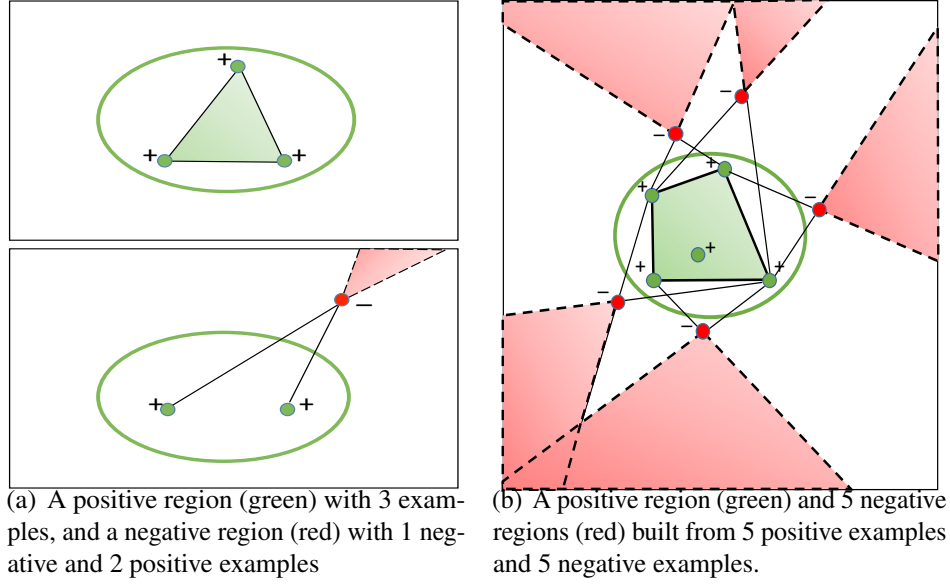 +
+
+
−
+
+
(a) A positive region (green) with 3 exam-
ples, and a negative region (red) with 1 neg-
ative and 2 positive examples
−
−
+
+
−
+
+
+
−
−
(b) A positive region (green) and 5 negative
regions (red) built from 5 positive examples
and 5 negative examples.